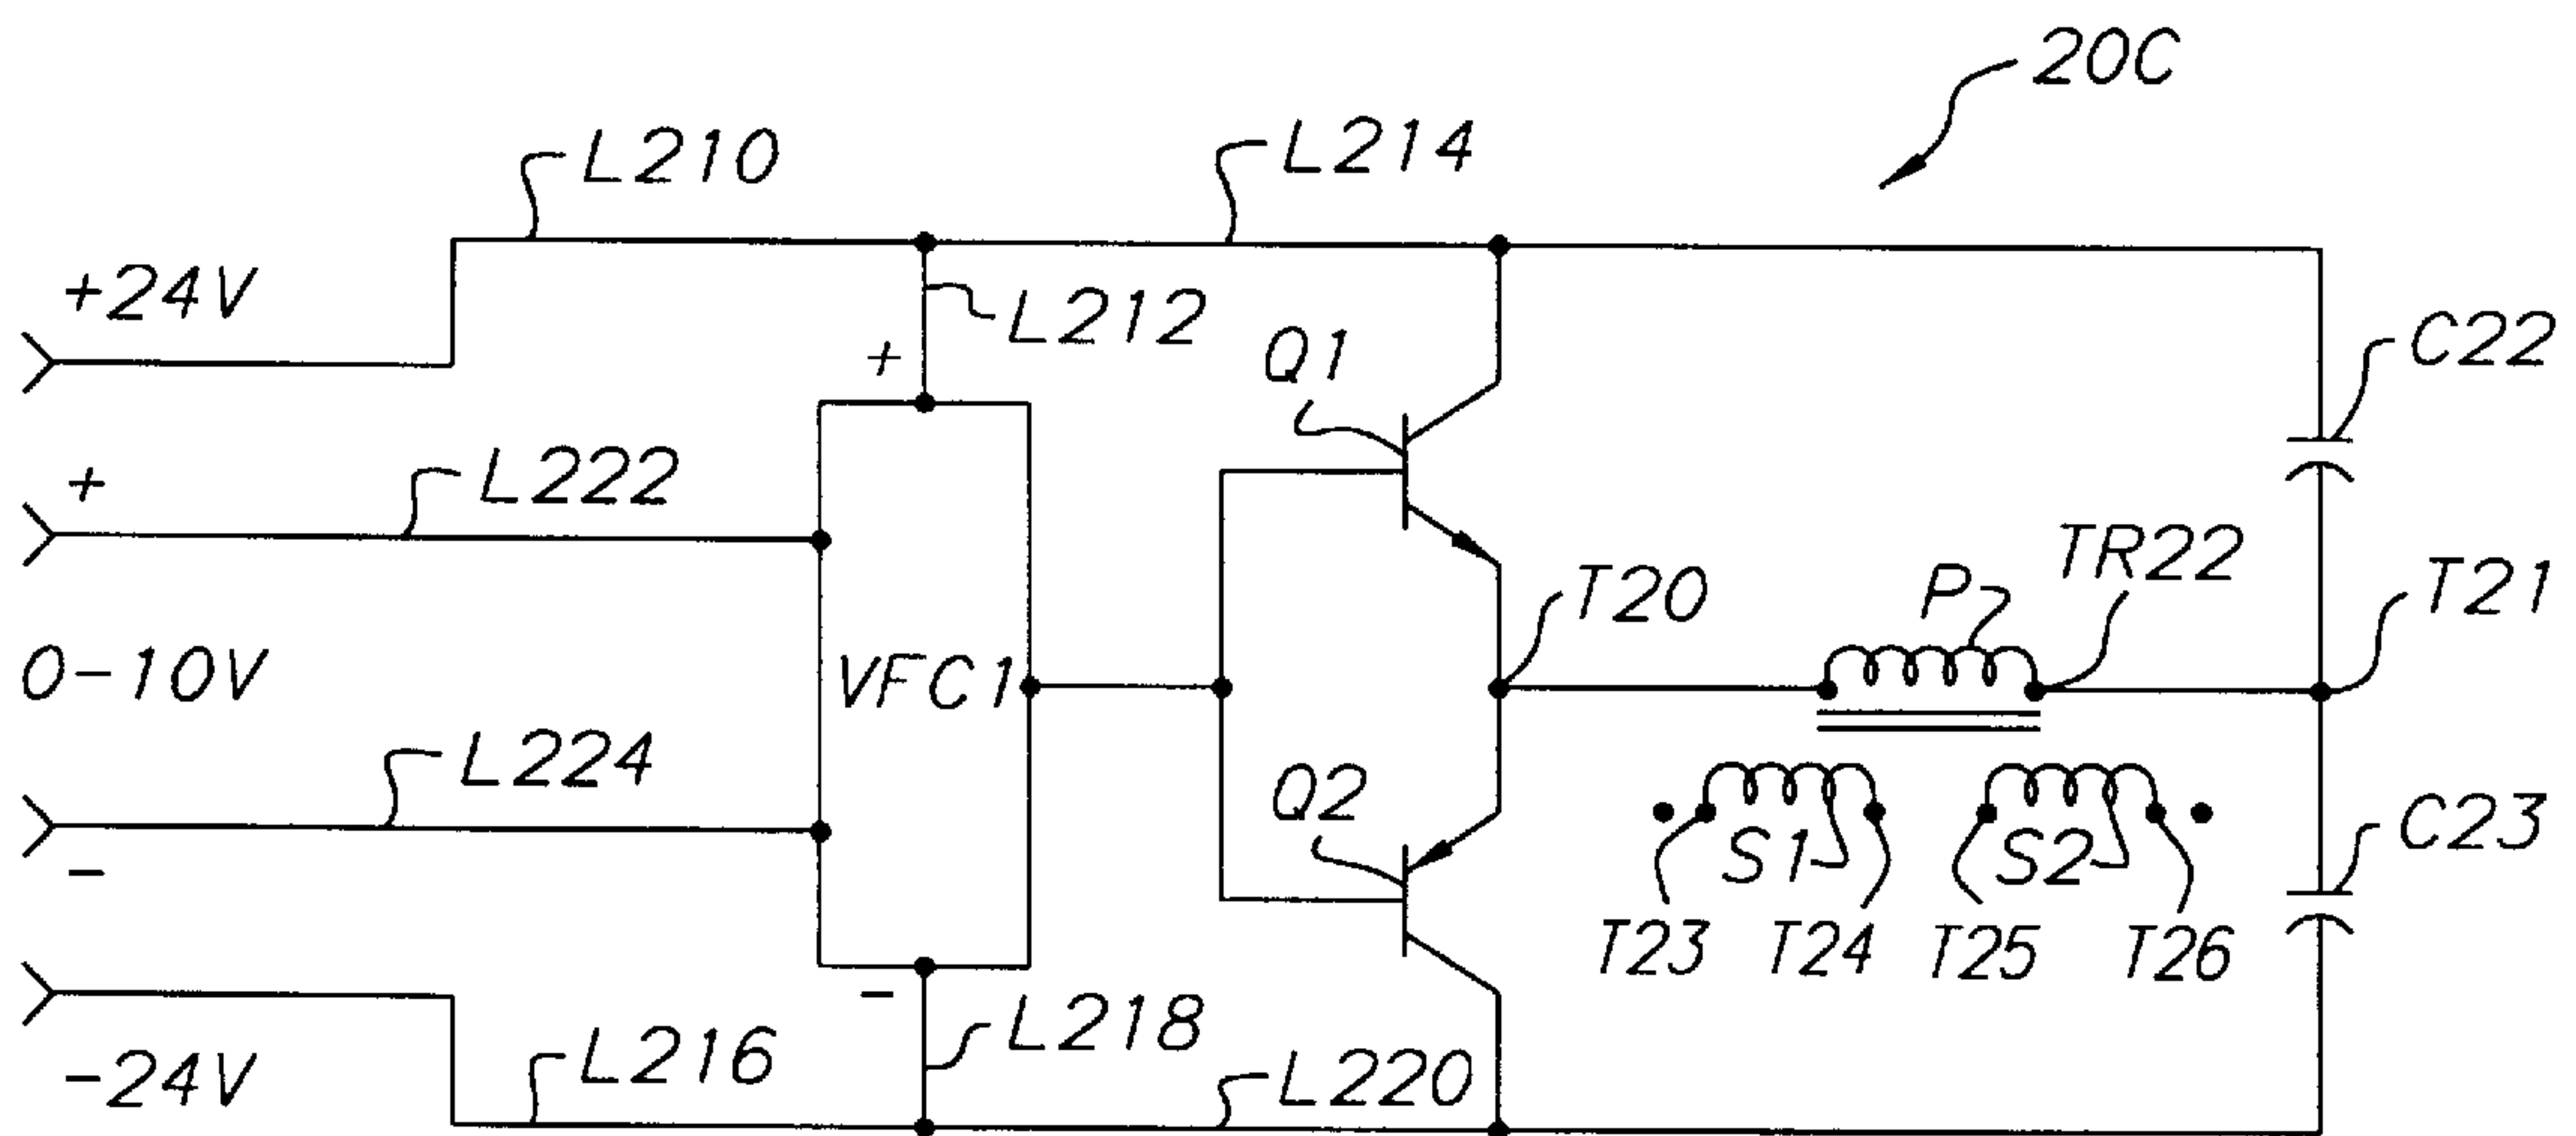 20C
L210
L214
+24V
L212
+
Q1
C22
+
L222
T20
P
TR22
T21
0-10V
VFC1
L224
Q2
S1
S2
C23
-
T23
T24
T25
T26
-
L218
-24V
L216
L220